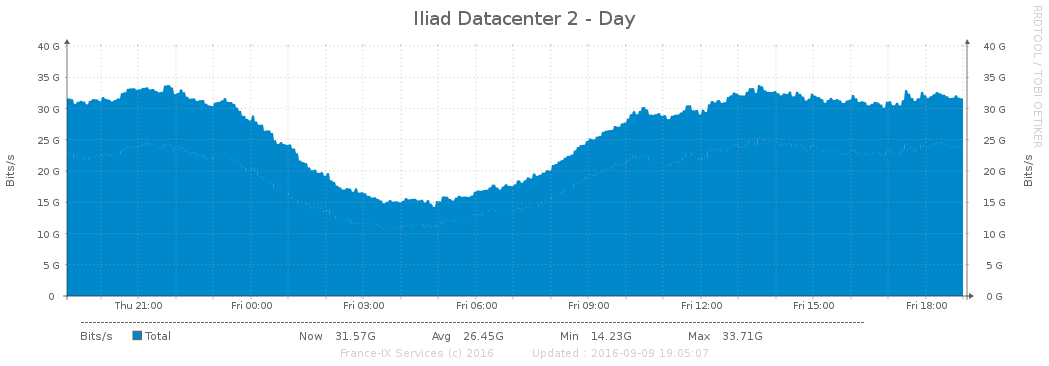 Iliad Datacenter 2 - Day
RRDTOOL / TOBI OETIKER
40 G 40 G
35 G 35 G
30 G 30 G
25 G 25 G
20 G 20 G
15 G 15 G
10 G 10 G
5 G 5 G
0 0 G
Bits/s
Bits/s
Thu 21:00 Fri 00:00 Fri 03:00 Fri 06:00 Fri 09:00 Fri 12:00 Fri 15:00 Fri 18:00
Bits/s Total Now 31.57G Avg 26.45G Min 14.23G Max 33.71G
France-IX Services (c) 2016 Updated : 2016-09-09 19:05:07